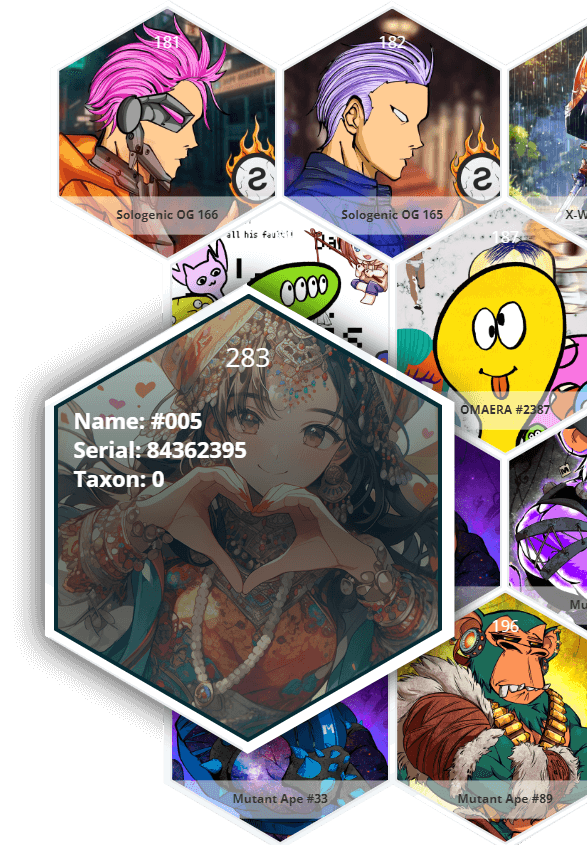 181
182
Sologenic OG 166
Sologenic OG 165
X-W
all his fault!
187
283
Name: #005
Serial: 84362395
Taxon: 0
OMAERA #2387
M
Mu
196
M
Mutant Ape #33
Mutant Ape #89